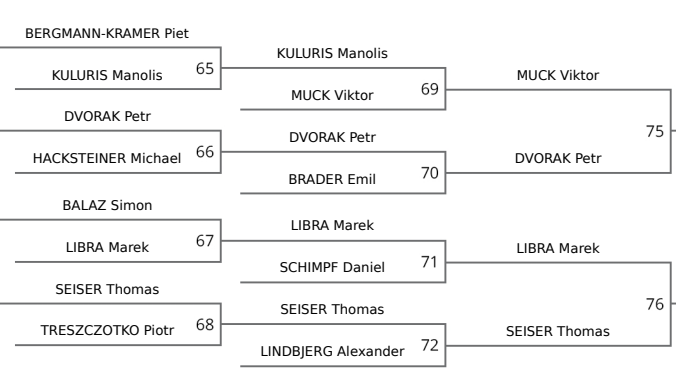 BERGMANN-KRAMER Piet
KULURIS Manolis
65
DVORAK Petr
HACKSTEINER Michael
66
BALAZ Simon
LIBRA Marek
67
SEISER Thomas
TRESZCZOTKO Piotr
68
KULURIS Manolis
MUCK Viktor
69
DVORAK Petr
BRADER Emil
70
LIBRA Marek
SCHIMPF Daniel
71
SEISER Thomas
LINDBJERG Alexander
72
MUCK Viktor
75
DVORAK Petr
LIBRA Marek
76
SEISER Thomas